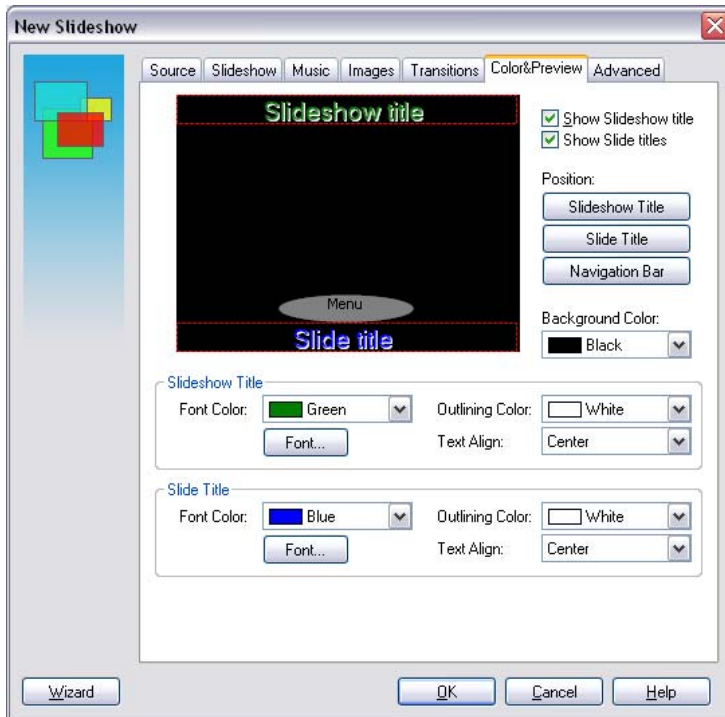 New Slideshow
Source Slideshow Music Images Transitions Color&Preview Advanced
Slideshow title
Show Slideshow title
Show Slide titles
Position:
Slideshow Title
Slide Title
Navigation Bar
Menu
Slide title
Background Color:
Black
Slideshow Title
Font Color: Green Outlining Color: White
Font... Text Align: Center
Slide Title
Font Color: Blue Outlining Color: White
Font... Text Align: Center
Wizard OK Cancel Help